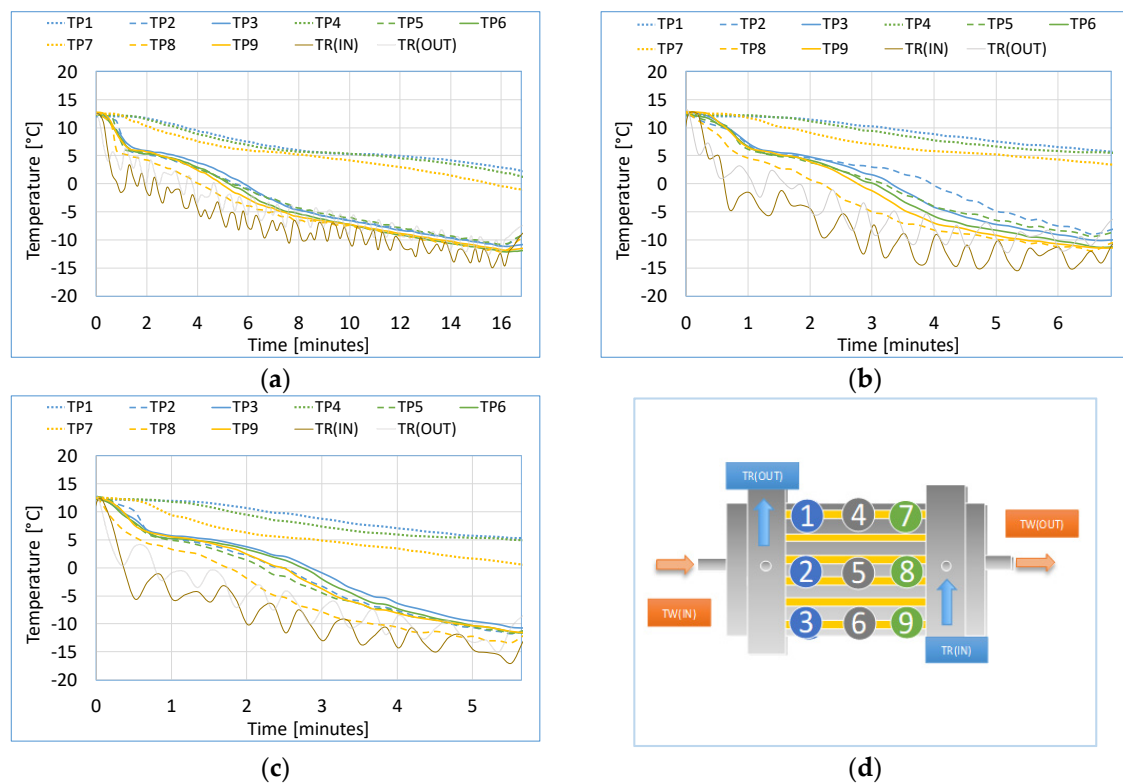 TP1 TP2 TP3 TP4 TP5 TP6
TP7 TP8 TP9 TR(IN) TR(OUT)
20
15
10
5
0
-5
-10
-15
-20
Temperature [°C]
0 2 4 6 8 10 12 14 16
Time [minutes]
(a)
TP1 TP2 TP3 TP4 TP5 TP6
TP7 TP8 TP9 TR(IN) TR(OUT)
20
15
10
5
0
-5
-10
-15
-20
Temperature [°C]
0 1 2 3 4 5 6
Time [minutes]
(b)
TP1 TP2 TP3 TP4 TP5 TP6
TP7 TP8 TP9 TR(IN) TR(OUT)
20
15
10
5
0
-5
-10
-15
-20
Temperature [°C]
0 1 2 3 4 5
Time [minutes]
(c)
TR(OUT)
1 4 7
TW(OUT)
2 5 8
TW(IN)
3 6 9
TR(IN)
(d)